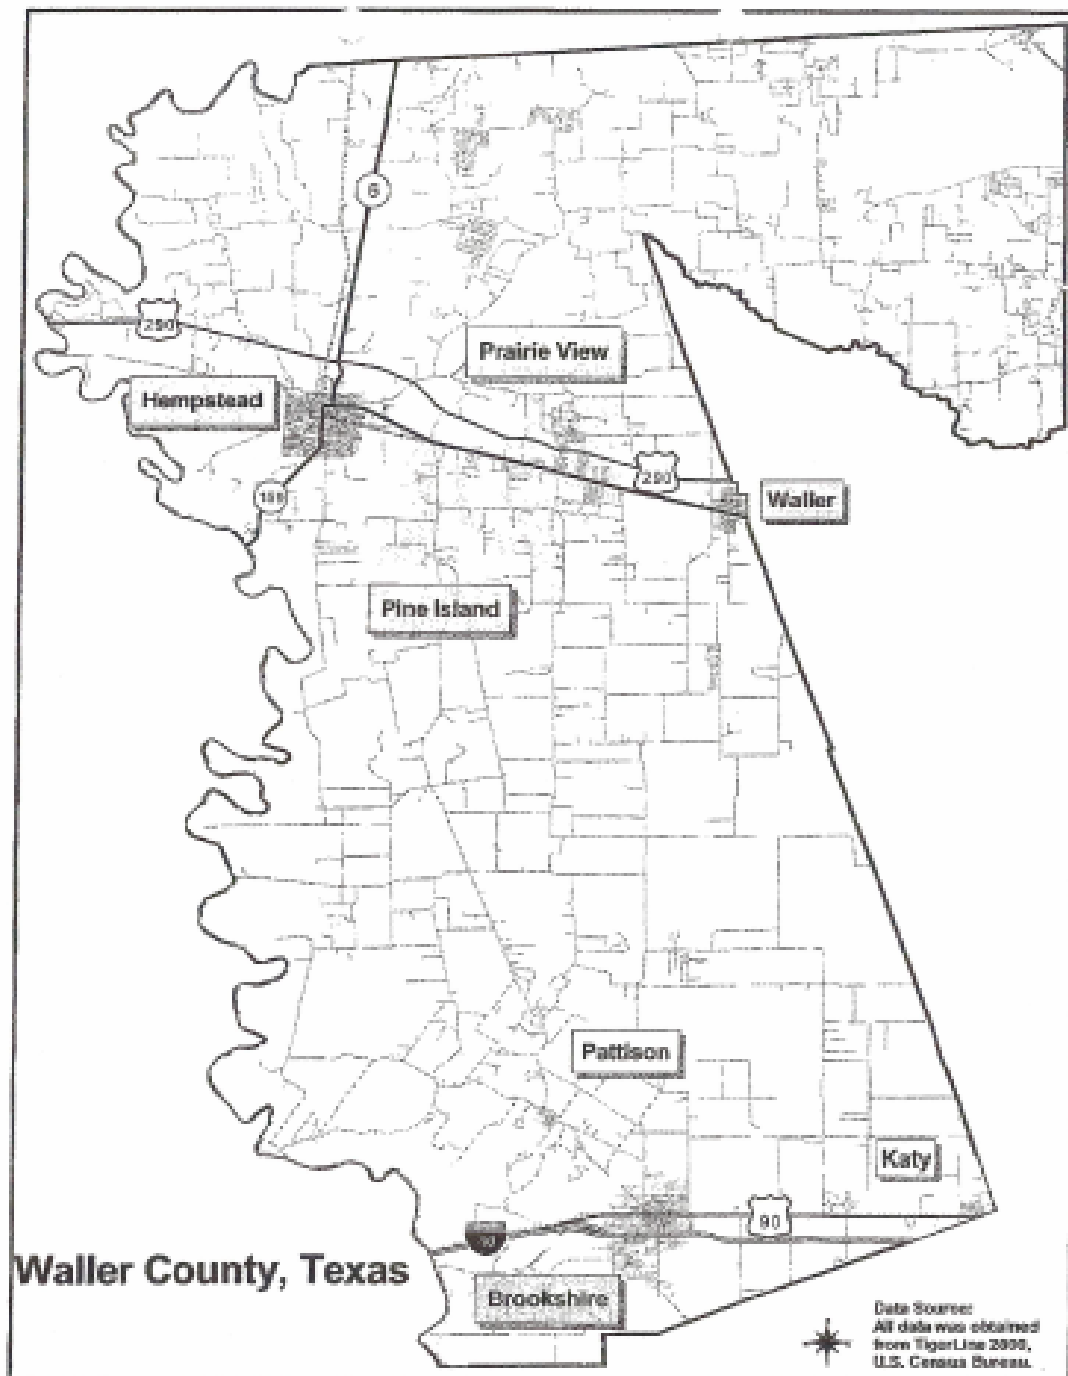 6
290
Prairie View
Hempstead
290
Waller
159
Pine Island
Pattison
Katy
90
Waller County, Texas
Brookshire
Data Source:
All data was obtained
from TigerLine 2000,
U.S. Census Bureau.